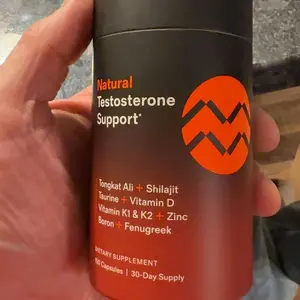 Natural
Testosterone
Support*
Tongkat Ali + Shilajit
Taurine + Vitamin D
Vitamin K1 & K2 + Zinc
Boron + Fenugreek
DIETARY SUPPLEMENT
Capsules | 30-Day Supply